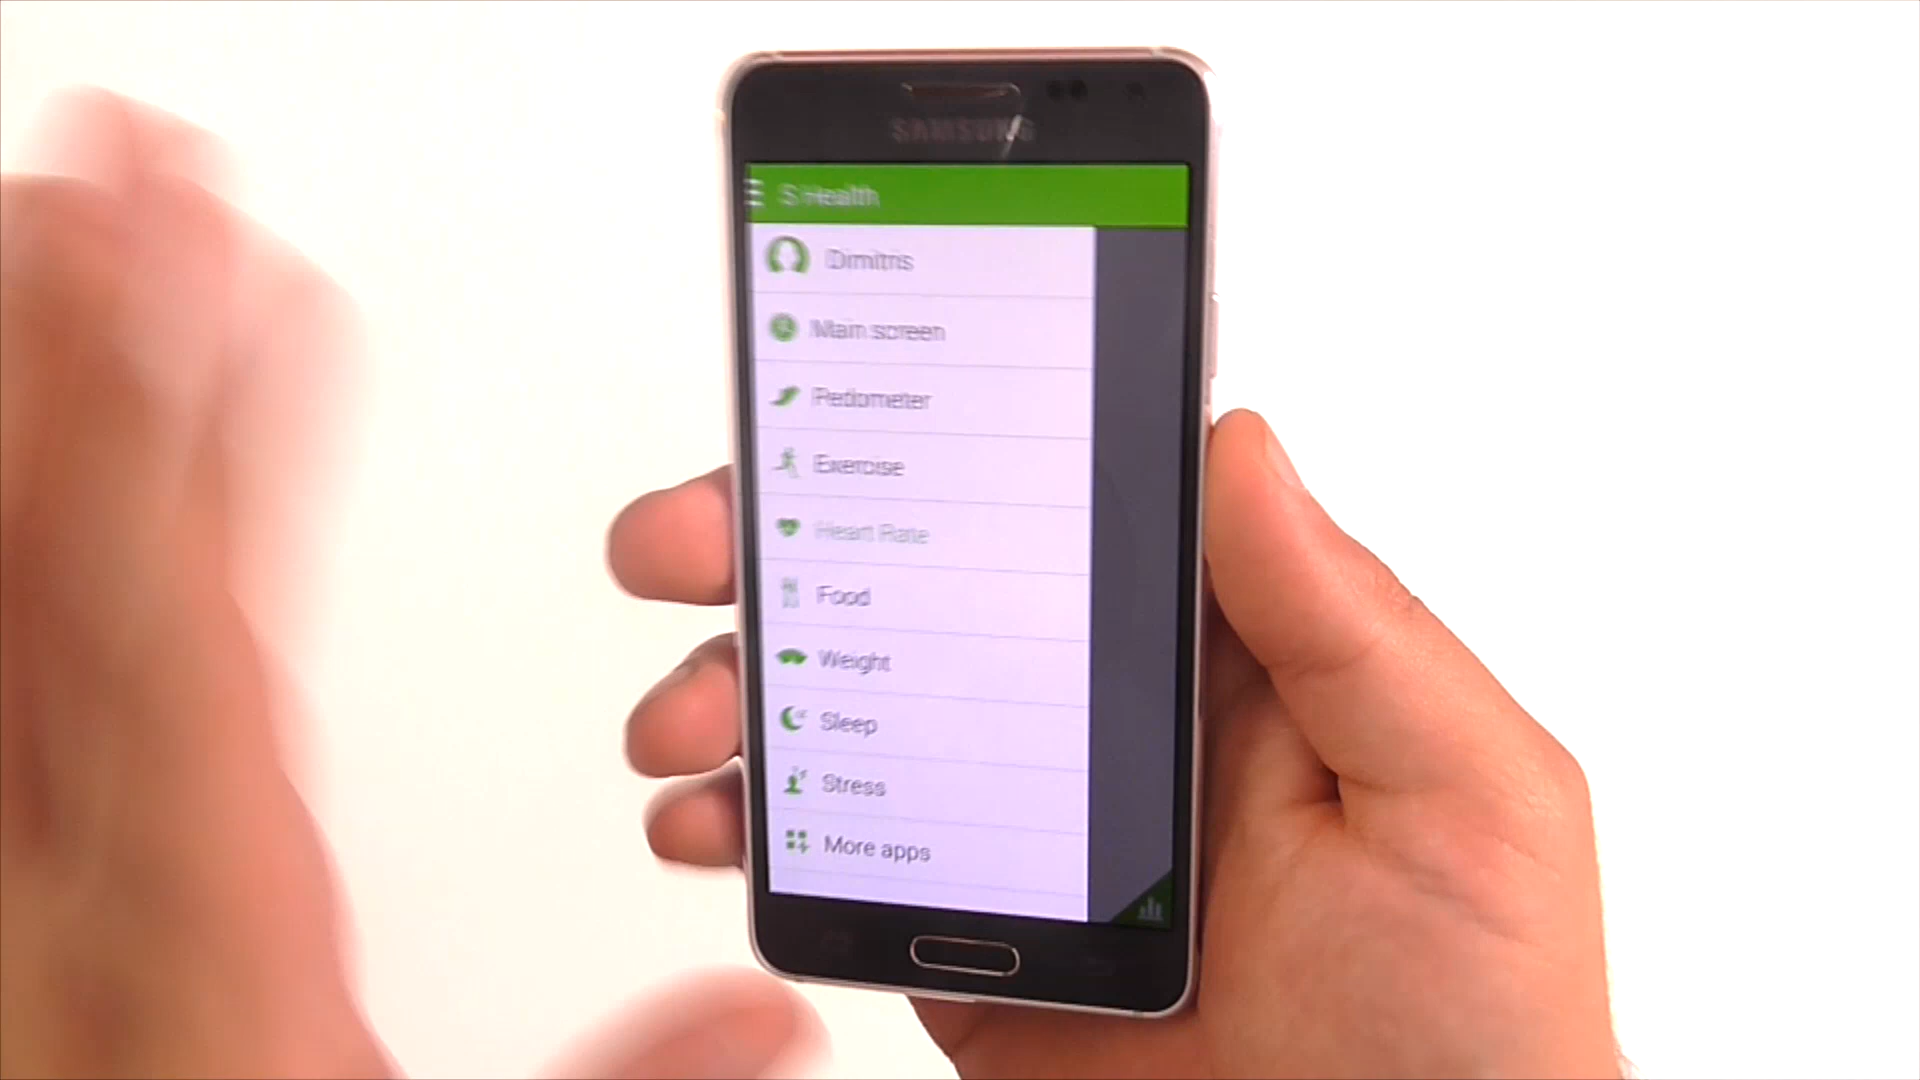 SAMSUNG
S Health
Dimitris
Main screen
Pedometer
Exercise
Heart Rate
Food
Weight
Sleep
Stress
More apps